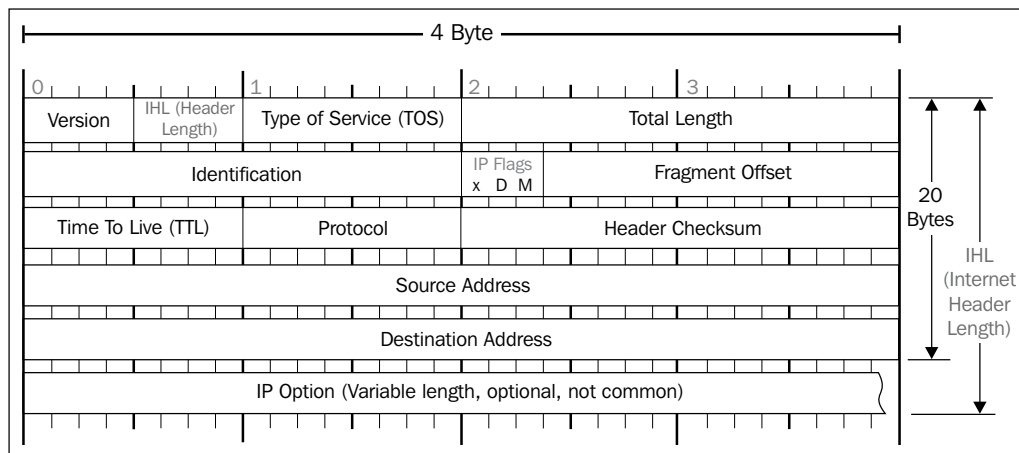 4 Byte
0 1 2 3
Version
IHL (Header
Length)
Type of Service (TOS)
Total Length
Identification
IP Flags
x D M
Fragment Offset
Time To Live (TTL)
Protocol
Header Checksum
Source Address
Destination Address
IP Option (Variable length, optional, not common)
20
Bytes
IHL
(Internet
Header
Length)